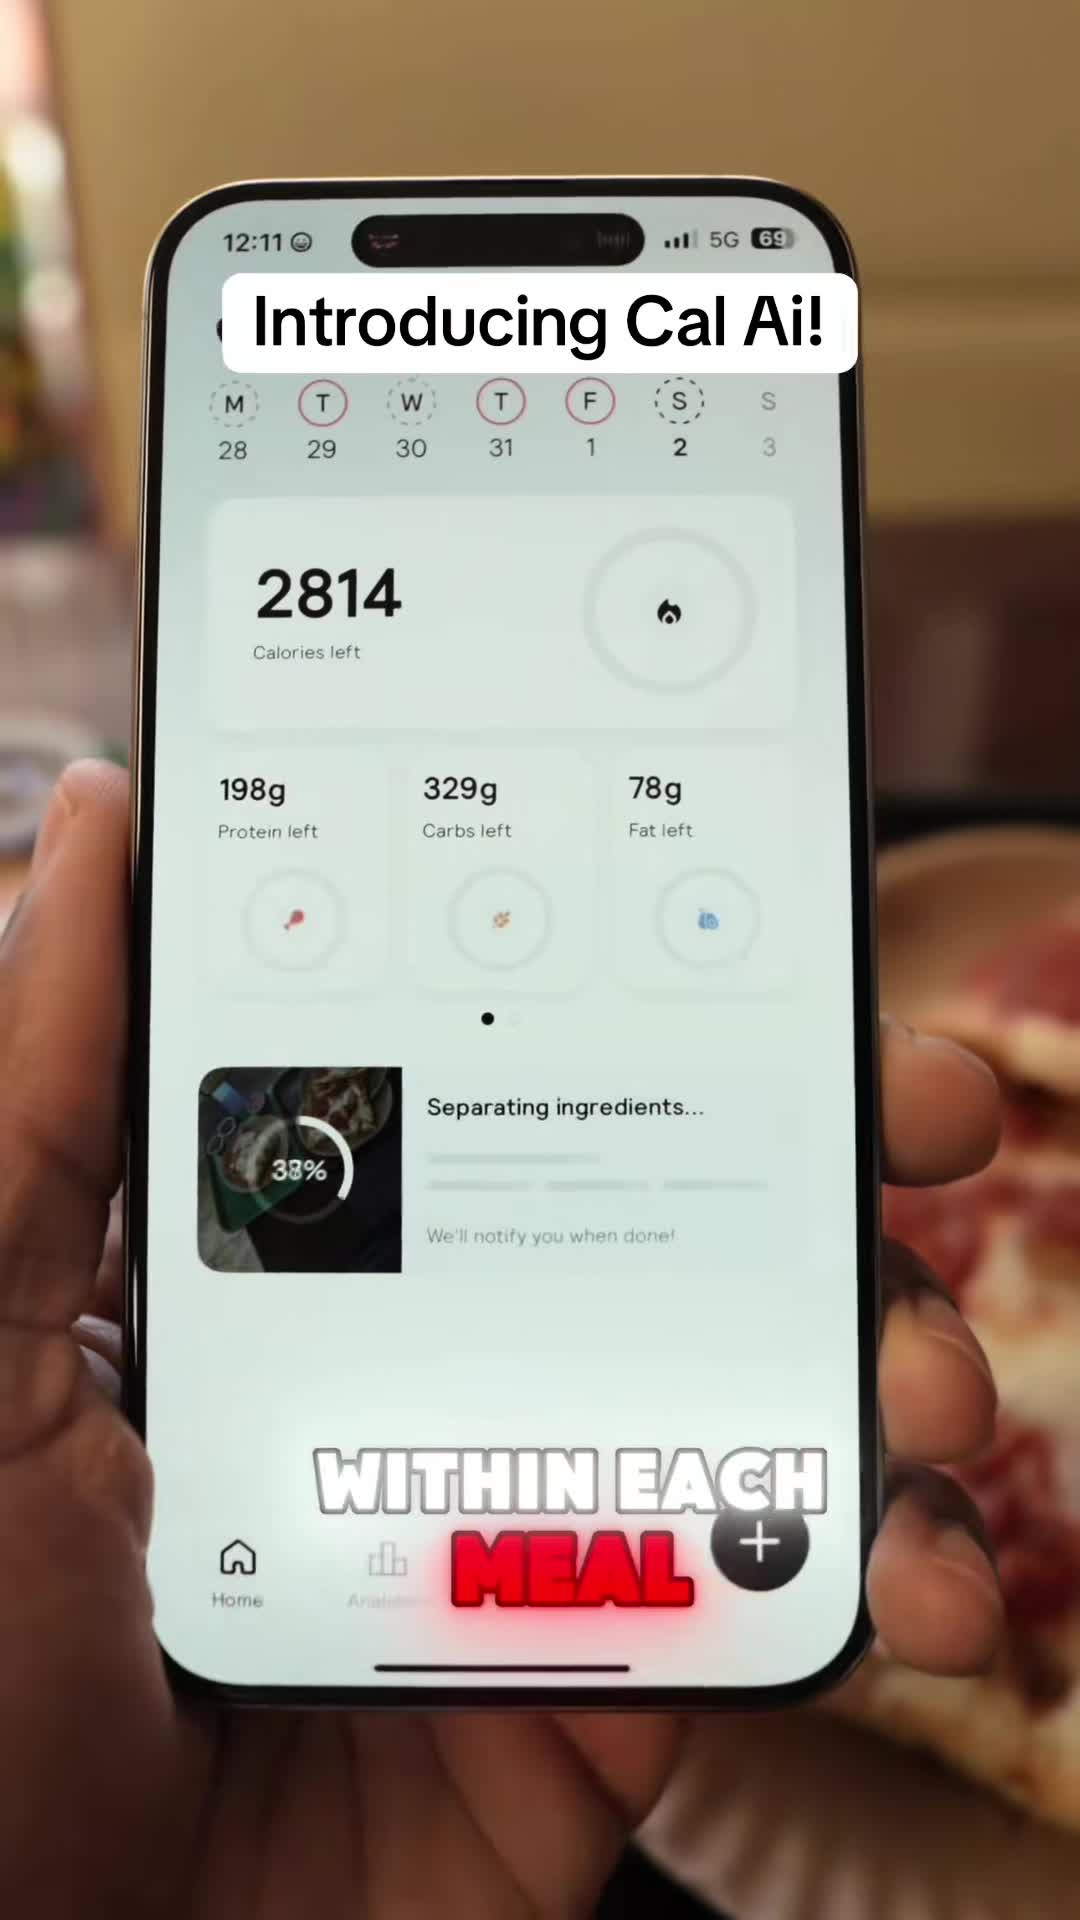 12:11
5G
69
Introducing Cal Ai!
M T W T F S S
28 29 30 31 1 2 3
2814
Calories left
198g
Protein left
329g
Carbs left
78g
Fat left
Separating ingredients...
We'll notify you when done!
WITHIN EACH
MEAL
Home